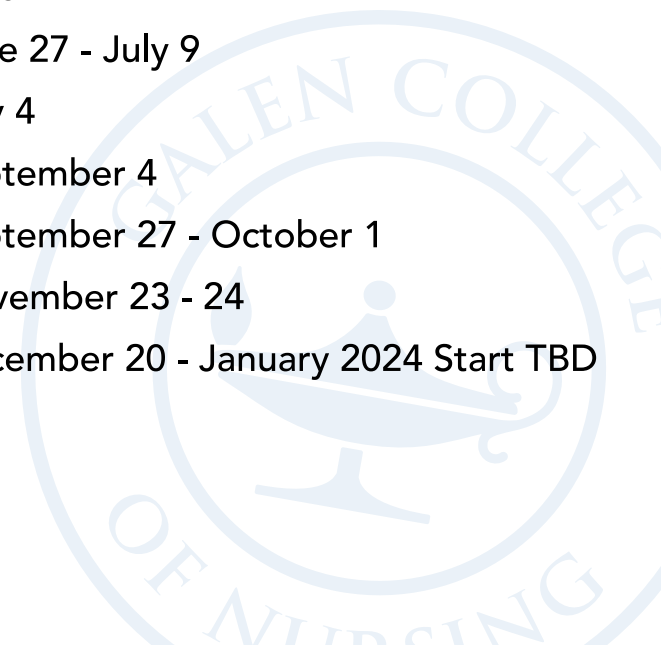 e 27 - July 9
y 4
tember 4
tember 27 - October 1
vember 23 - 24
cember 20 - January 2024 Start TBD
GALEN COLLEGE
OF NURSING